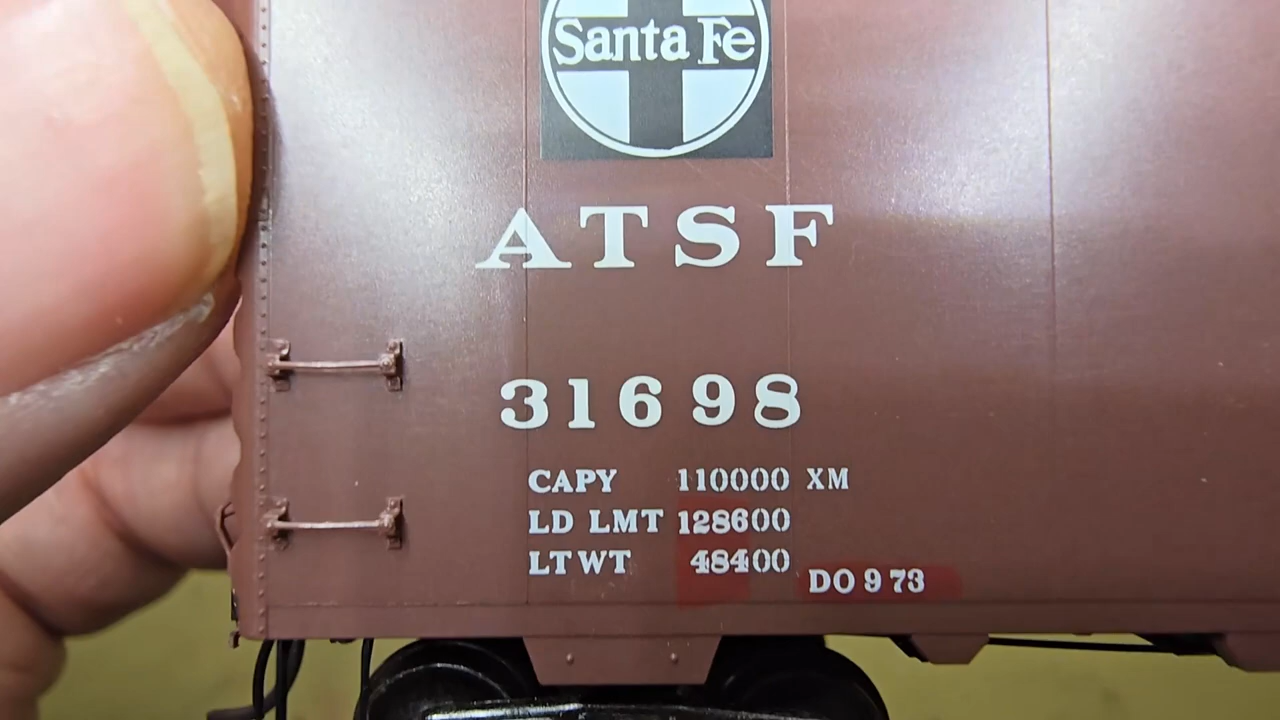 Santa Fe
ATSF
31698
CAPY 110000 XM
LD LMT 128600
LT WT 48400
DO 9 73